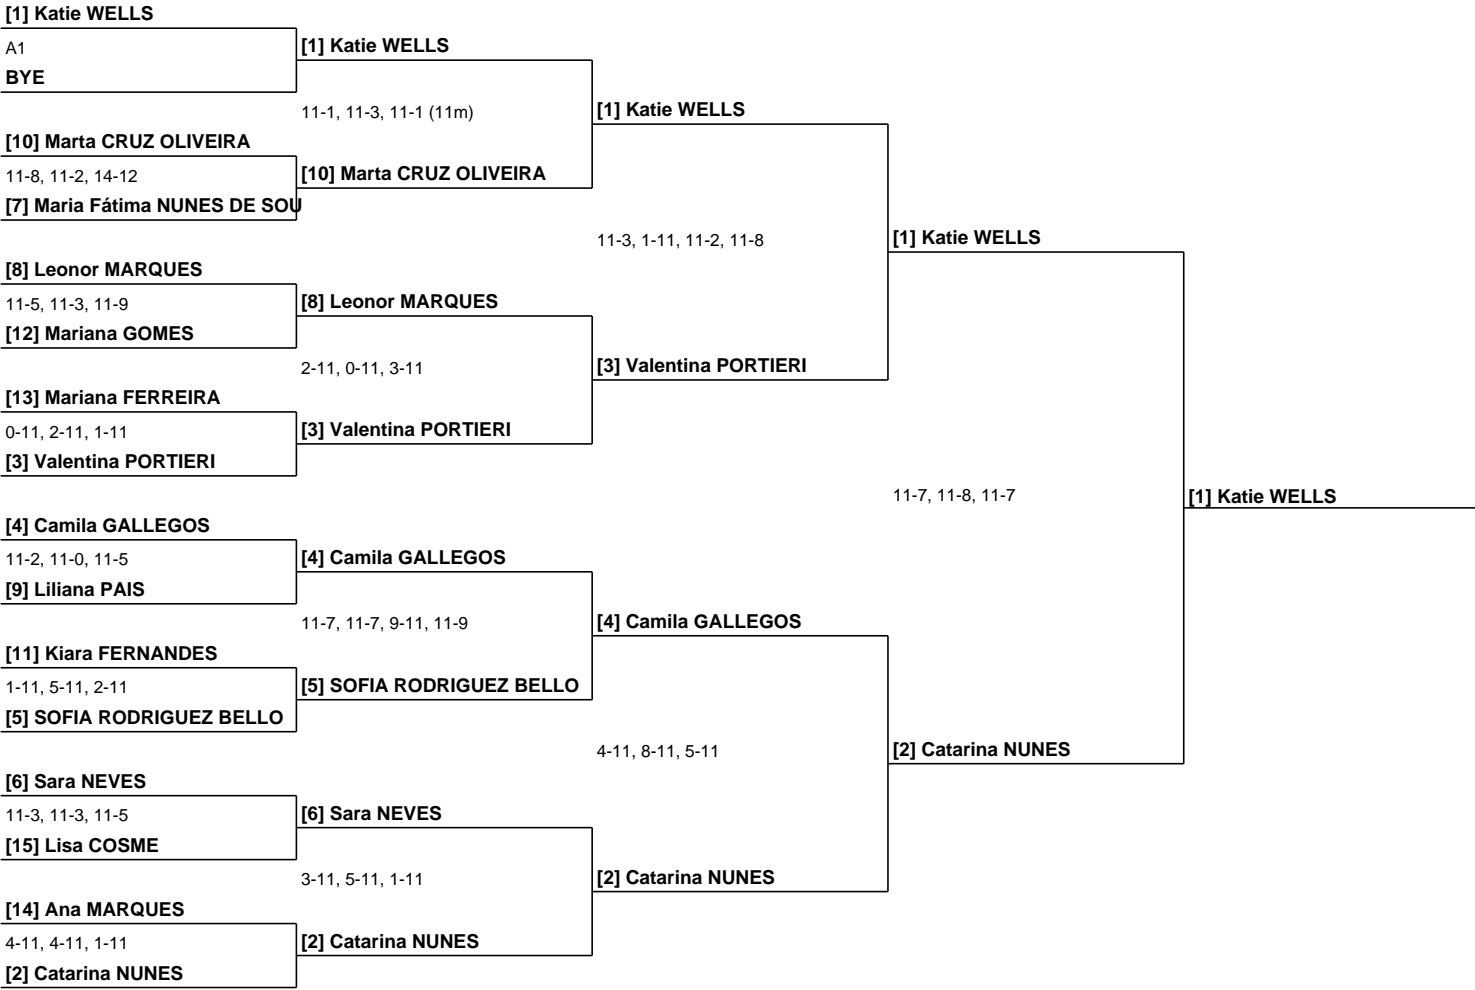 [1] Katie WELLS
A1
BYE
[10] Marta CRUZ OLIVEIRA
11-8, 11-2, 14-12
[7] Maria Fátima NUNES DE SOU
[8] Leonor MARQUES
11-5, 11-3, 11-9
[12] Mariana GOMES
[13] Mariana FERREIRA
0-11, 2-11, 1-11
[3] Valentina PORTIERI
[4] Camila GALLEGOS
11-2, 11-0, 11-5
[9] Liliana PAIS
[11] Kiara FERNANDES
1-11, 5-11, 2-11
[5] SOFIA RODRIGUEZ BELLO
[6] Sara NEVES
11-3, 11-3, 11-5
[15] Lisa COSME
[14] Ana MARQUES
4-11, 4-11, 1-11
[2] Catarina NUNES
[1] Katie WELLS
11-1, 11-3, 11-1 (11m)
[10] Marta CRUZ OLIVEIRA
[8] Leonor MARQUES
2-11, 0-11, 3-11
[3] Valentina PORTIERI
[4] Camila GALLEGOS
11-7, 11-7, 9-11, 11-9
[5] SOFIA RODRIGUEZ BELLO
[6] Sara NEVES
3-11, 5-11, 1-11
[2] Catarina NUNES
[1] Katie WELLS
11-3, 1-11, 11-2, 11-8
[3] Valentina PORTIERI
[4] Camila GALLEGOS
4-11, 8-11, 5-11
[2] Catarina NUNES
[1] Katie WELLS
11-7, 11-8, 11-7
[2] Catarina NUNES
[1] Katie WELLS